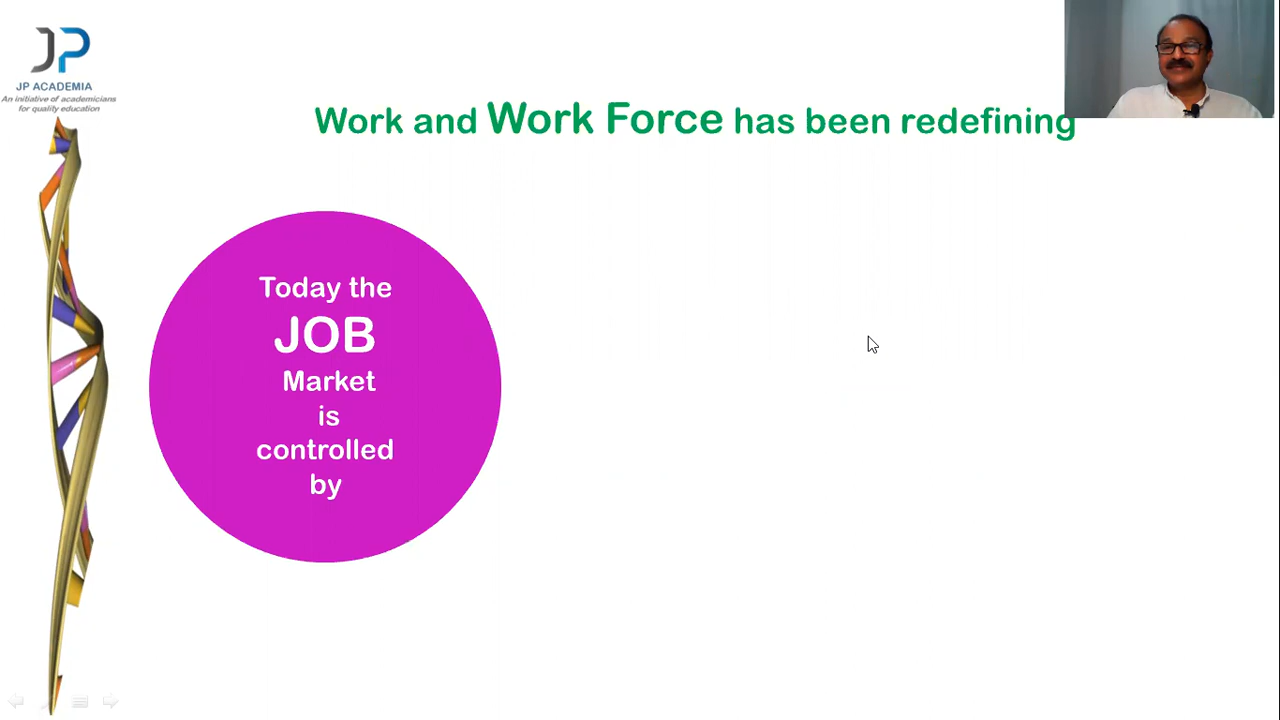 JP
JP ACADEMIA
An initiative of academicians
for quality education
Work and Work Force has been redefining
Today the
JOB
Market
is
controlled
by